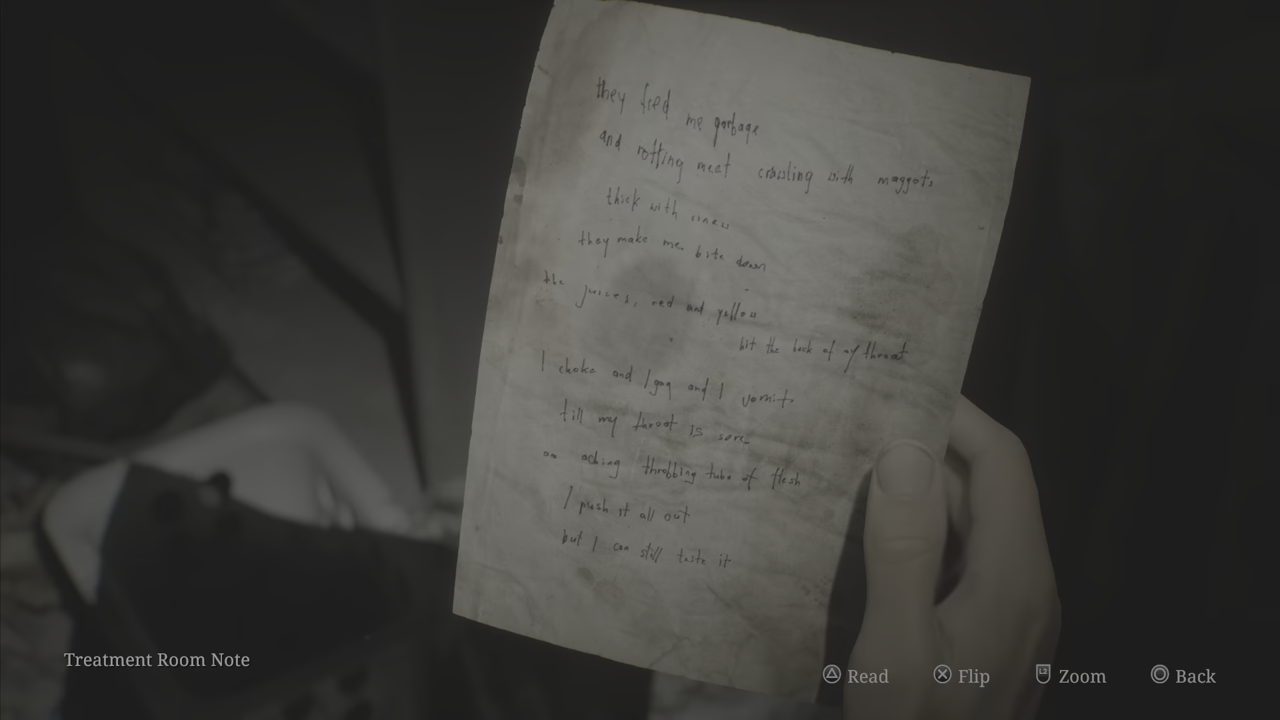 they feed me garbage
and rotting meat crawling with maggots
thick with sinew
they make me bite down
the juices, red and yellow
hit the back of my throat
I choke and I gag and I vomit
till my throat is sore
an aching throbbing tube of flesh
I push it all out
but I can still taste it
Treatment Room Note
Read
Flip
L2 Zoom
Back